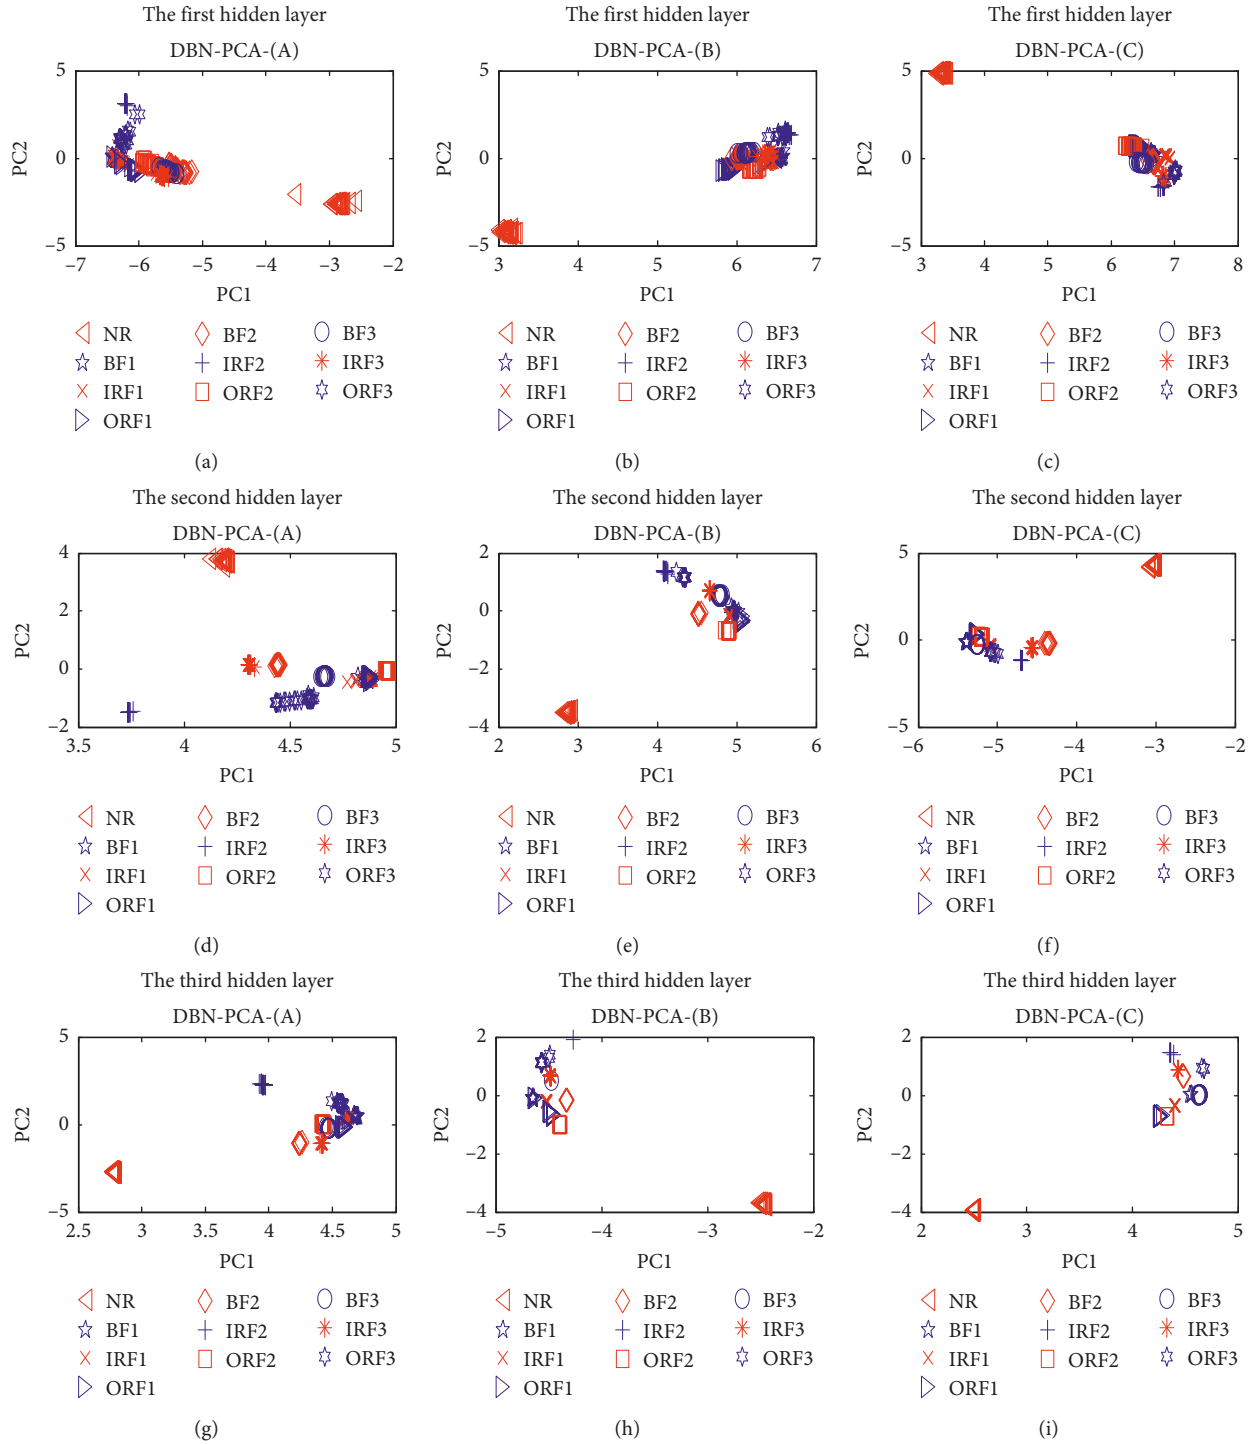 The first hidden layer
DBN-PCA-(A)
5
0
−5
PC2
−7
−6
−5
−4
−3
−2
PC1
NR
BF2
BF3
BF1
IRF2
IRF3
IRF1
ORF2
ORF3
ORF1
(a)
The first hidden layer
DBN-PCA-(B)
5
0
−5
PC2
3
4
5
6
7
PC1
NR
BF2
BF3
BF1
IRF2
IRF3
IRF1
ORF2
ORF3
ORF1
(b)
The first hidden layer
DBN-PCA-(C)
5
0
−5
PC2
3
4
5
6
7
8
PC1
NR
BF2
BF3
BF1
IRF2
IRF3
IRF1
ORF2
ORF3
ORF1
(c)
The second hidden layer
DBN-PCA-(A)
4
2
0
−2
PC2
3.5
4
4.5
5
PC1
NR
BF2
BF3
BF1
IRF2
IRF3
IRF1
ORF2
ORF3
ORF1
(d)
The second hidden layer
DBN-PCA-(B)
2
0
−2
−4
PC2
2
3
4
5
6
PC1
NR
BF2
BF3
BF1
IRF2
IRF3
IRF1
ORF2
ORF3
ORF1
(e)
The second hidden layer
DBN-PCA-(C)
5
0
−5
PC2
−6
−5
−4
−3
−2
PC1
NR
BF2
BF3
BF1
IRF2
IRF3
IRF1
ORF2
ORF3
ORF1
(f)
The third hidden layer
DBN-PCA-(A)
5
0
−5
PC2
2.5
3
3.5
4
4.5
5
PC1
NR
BF2
BF3
BF1
IRF2
IRF3
IRF1
ORF2
ORF3
ORF1
(g)
The third hidden layer
DBN-PCA-(B)
2
0
−2
−4
PC2
−5
−4
−3
−2
PC1
NR
BF2
BF3
BF1
IRF2
IRF3
IRF1
ORF2
ORF3
ORF1
(h)
The third hidden layer
DBN-PCA-(C)
2
0
−2
−4
PC2
2
3
4
5
PC1
NR
BF2
BF3
BF1
IRF2
IRF3
IRF1
ORF2
ORF3
ORF1
(i)